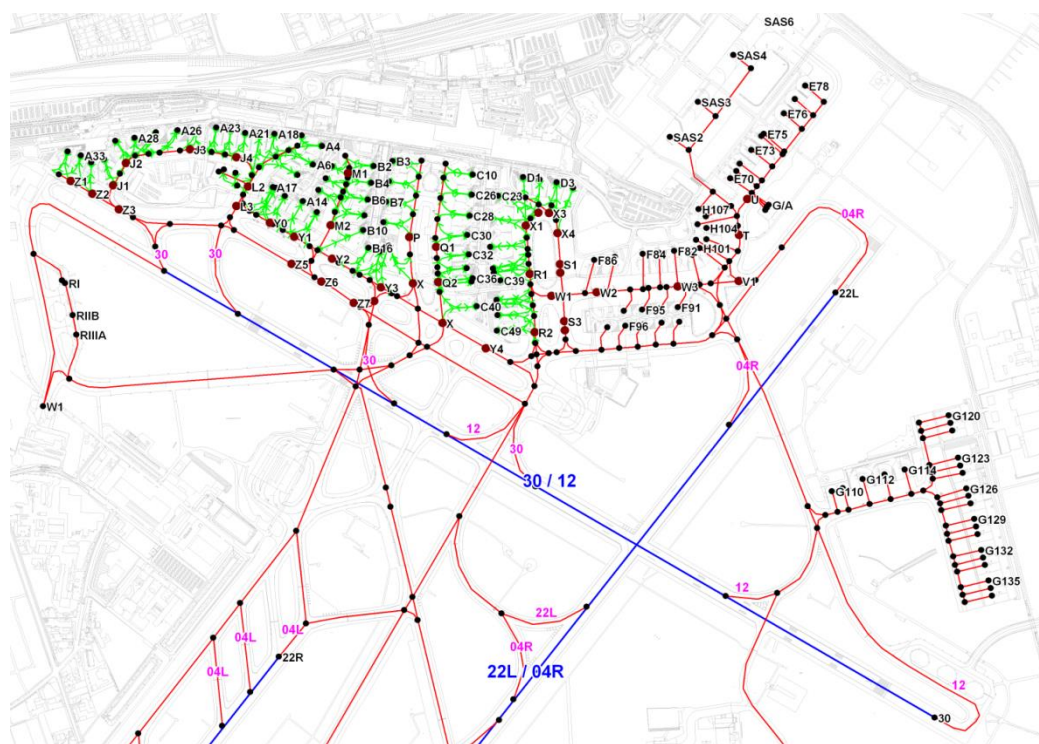 SAS6
SAS4
E78
SAS3
E76
A28
A26
A23
A21
A18
SAS2
E75
A33
J2
J3
J4
A4
E73
A6
B2
B3
Z1
J1
L2
M1
C10
D1
D3
E70
Z2
A17
B4
C26
C23
U
G/A
Z3
L3
A14
B6
B7
H107
04R
Y0
M2
B10
C28
X1
X3
H104
Y1
P
C30
X4
T
30
30
B16
Q1
H101
Y2
C32
F86
F84
F82
Z5
S1
RI
Z6
Y3
X
Q2
C36
C39
R1
V1
W1
W2
W3
22L
Z7
C40
F95
F91
RIIB
X
S3
F96
RIIIA
C49
R2
Y4
30
04R
W1
12
G120
30
30 / 12
G123
G114
G112
G110
G126
G129
G132
12
G135
22L
04L
04L
04R
22R
04L
22L / 04R
12
30